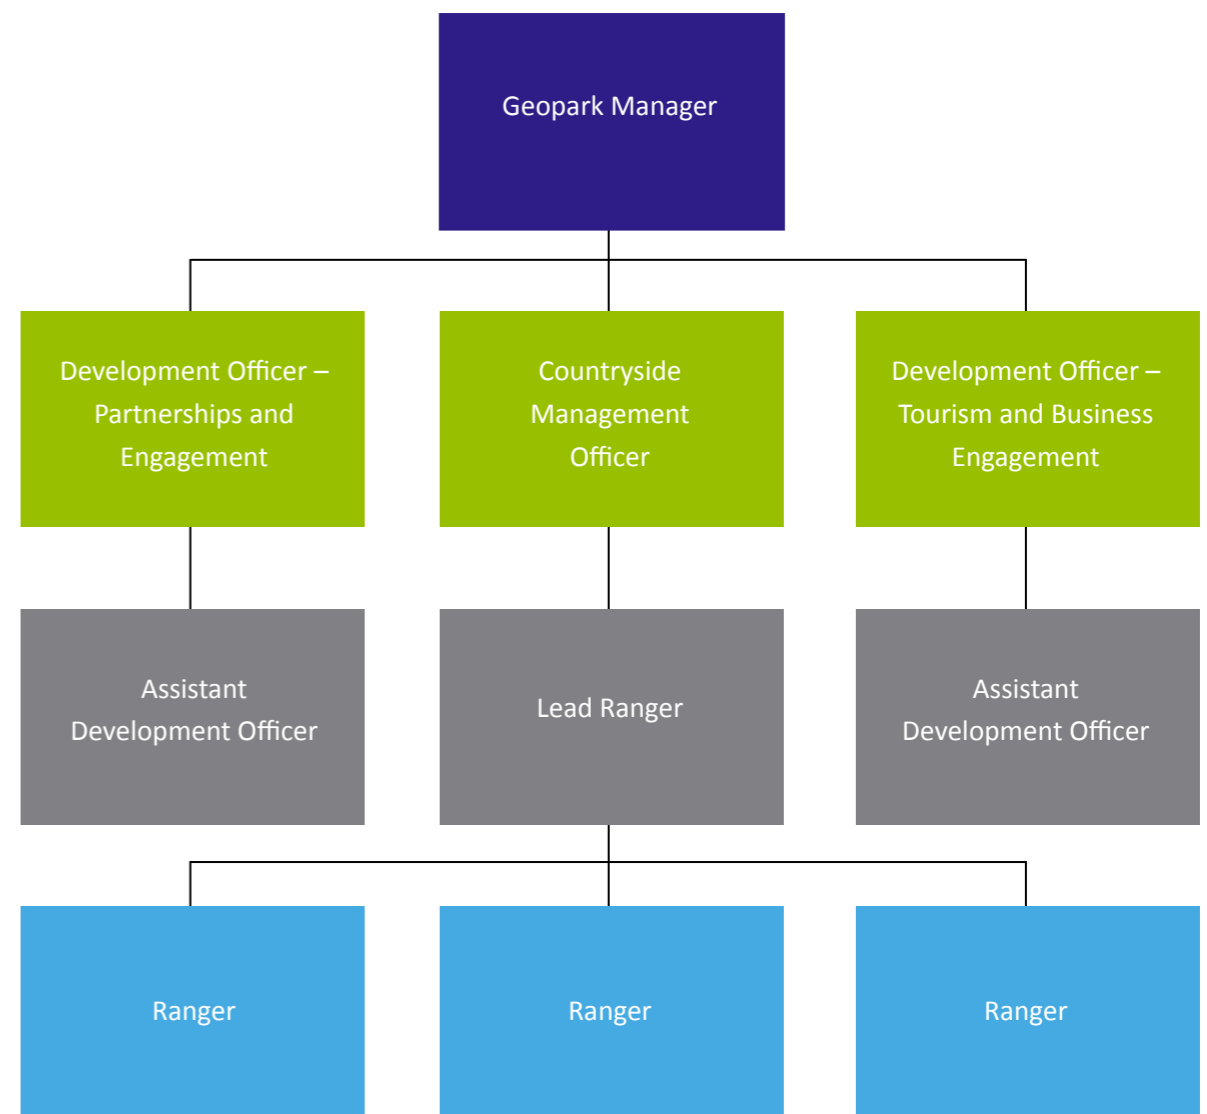 Geopark Manager
Development Officer –
Partnerships and
Engagement
Countryside
Management
Officer
Development Officer –
Tourism and Business
Engagement
Assistant
Development Officer
Lead Ranger
Assistant
Development Officer
Ranger
Ranger
Ranger